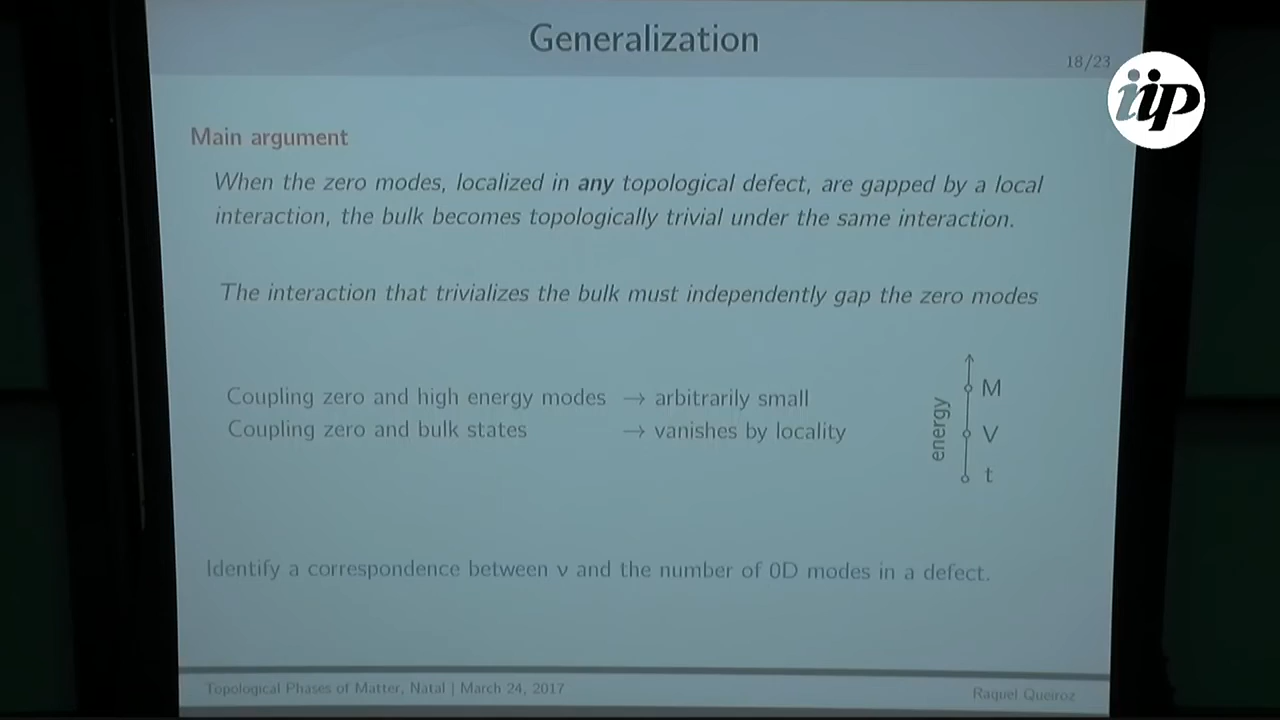 Generalization
18/23
iip
Main argument
When the zero modes, localized in any topological defect, are gapped by a local
interaction, the bulk becomes topologically trivial under the same interaction.
The interaction that trivializes the bulk must independently gap the zero modes
Coupling zero and high energy modes → arbitrarily small
Coupling zero and bulk states → vanishes by locality
energy
M
V
t
Identify a correspondence between ν and the number of 0D modes in a defect.
Topological Phases of Matter, Natal | March 24, 2017
Raquel Queiroz